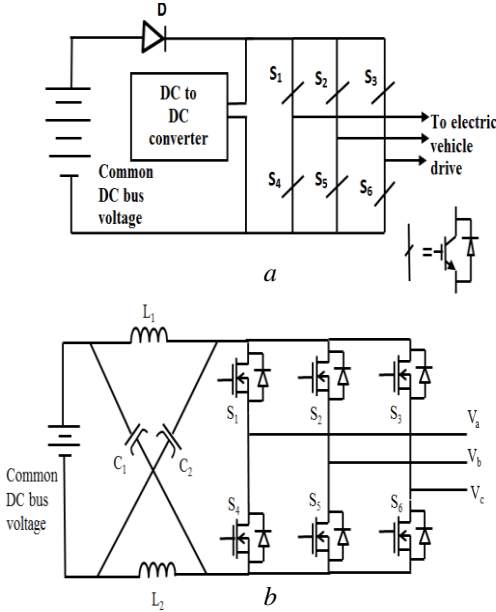 D
DC to
DC
converter
S1
S2
S3
To electric
vehicle
drive
Common
DC bus
voltage
S4
S5
S6
=
a
L1
S1
S2
S3
C1
C2
Va
Vb
Vc
Common
DC bus
voltage
S4
S5
S6
L2
b